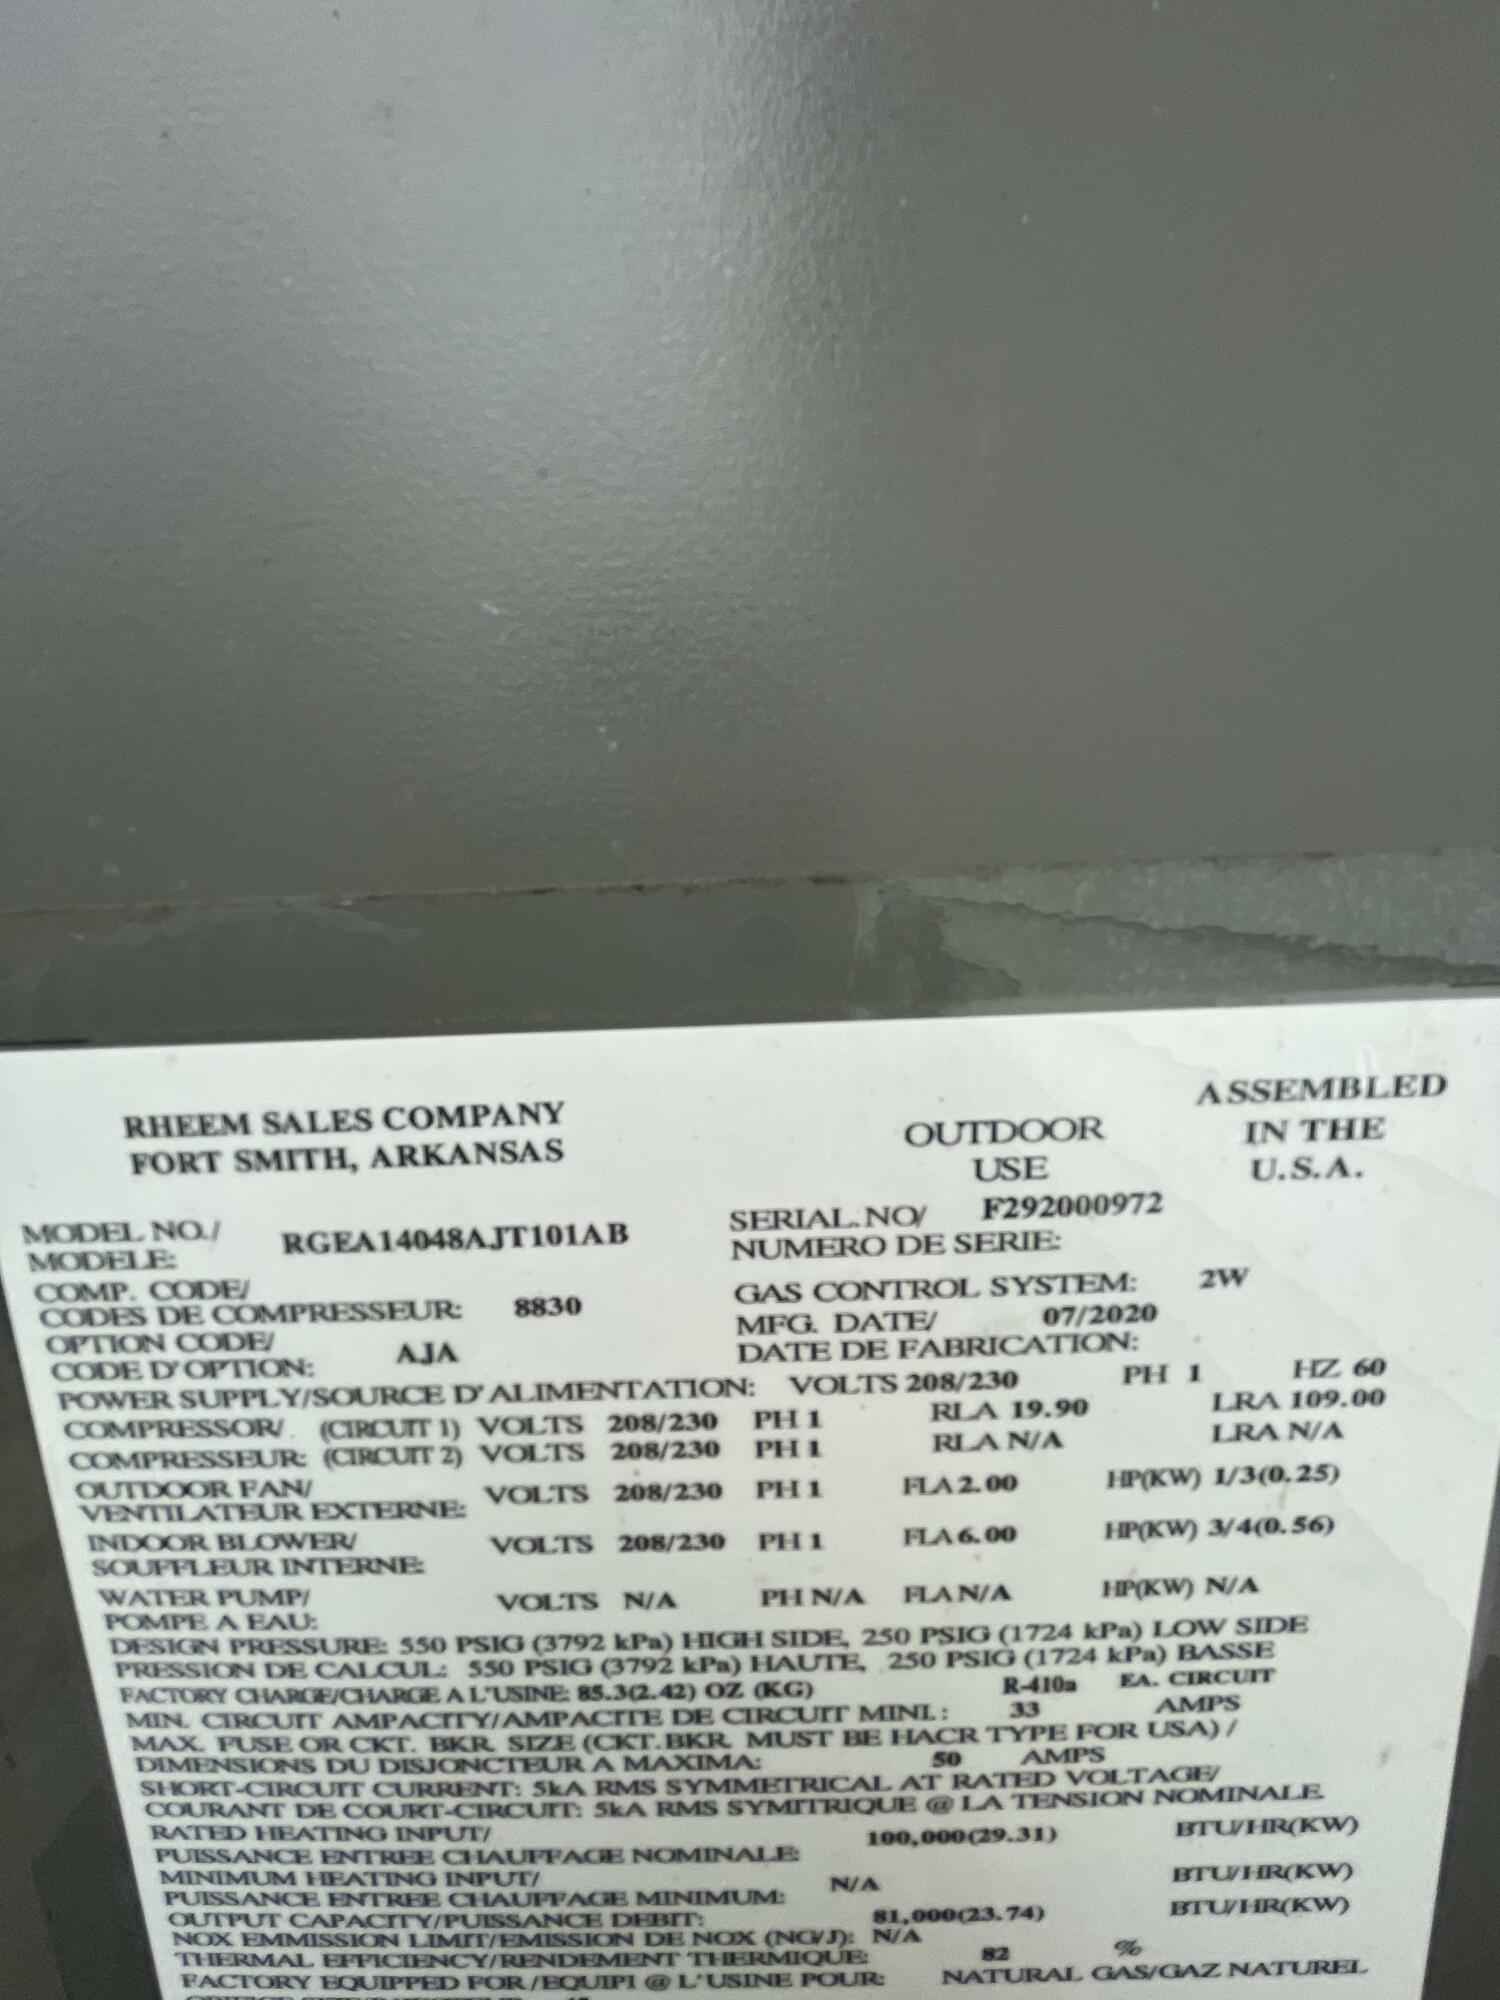 RHEEM SALES COMPANY
FORT SMITH, ARKANSAS
OUTDOOR
USE
ASSEMBLED
IN THE
U.S.A.
MODEL NO./
MODELE: RGEA14048AJT101AB
SERIAL.NO/ F292000972
NUMERO DE SERIE:
COMP. CODE/
CODES DE COMPRESSEUR: 8830
GAS CONTROL SYSTEM: 2W
OPTION CODE/
CODE D'OPTION: AJA
MFG. DATE/ 07/2020
DATE DE FABRICATION:
POWER SUPPLY/SOURCE D'ALIMENTATION: VOLTS 208/230 PH 1 HZ 60
COMPRESSOR/ (CIRCUIT 1) VOLTS 208/230 PH 1 RLA 19.90 LRA 109.00
COMPRESSEUR: (CIRCUIT 2) VOLTS 208/230 PH 1 RLA N/A LRA N/A
OUTDOOR FAN/
VENTILATEUR EXTERNE: VOLTS 208/230 PH 1 FLA 2.00 HP(KW) 1/3(0.25)
INDOOR BLOWER/
SOUFFLEUR INTERNE: VOLTS 208/230 PH 1 FLA 6.00 HP(KW) 3/4(0.56)
WATER PUMP/
POMPE A EAU: VOLTS N/A PH N/A FLA N/A HP(KW) N/A
DESIGN PRESSURE: 550 PSIG (3792 kPa) HIGH SIDE, 250 PSIG (1724 kPa) LOW SIDE
PRESSION DE CALCUL: 550 PSIG (3792 kPa) HAUTE, 250 PSIG (1724 kPa) BASSE
FACTORY CHARGE/CHARGE A L'USINE: 85.3(2.42) OZ (KG) R-410a EA. CIRCUIT
MIN. CIRCUIT AMPACITY/AMPACITE DE CIRCUIT MINI.: 33 AMPS
MAX. FUSE OR CKT. BKR. SIZE (CKT.BKR. MUST BE HACR TYPE FOR USA) /
DIMENSIONS DU DISJONCTEUR A MAXIMA: 50 AMPS
SHORT-CIRCUIT CURRENT: 5kA RMS SYMMETRICAL AT RATED VOLTAGE/
COURANT DE COURT-CIRCUIT: 5kA RMS SYMITRIQUE @ LA TENSION NOMINALE
RATED HEATING INPUT/
PUISSANCE ENTREE CHAUFFAGE NOMINALE: 100,000(29.31) BTU/HR(KW)
MINIMUM HEATING INPUT/
PUISSANCE ENTREE CHAUFFAGE MINIMUM: N/A BTU/HR(KW)
OUTPUT CAPACITY/PUISSANCE DEBIT: 81,000(23.74) BTU/HR(KW)
NOX EMMISSION LIMIT/EMISSION DE NOX (NG/J): N/A
THERMAL EFFICIENCY/RENDEMENT THERMIQUE: 82 %
FACTORY EQUIPPED FOR /EQUIPI @ L'USINE POUR: NATURAL GAS/GAZ NATUREL